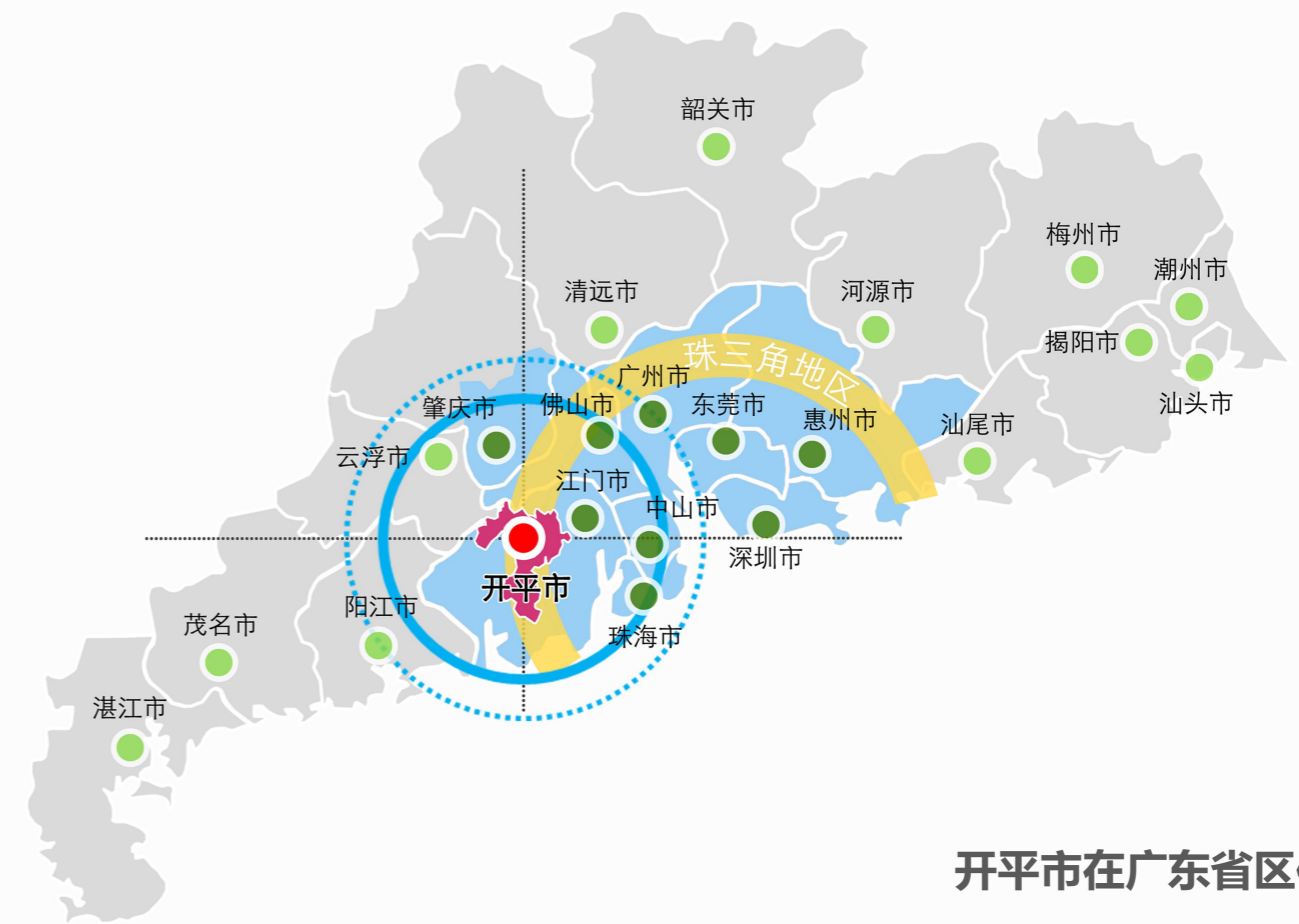 韶关市
梅州市
潮州市
清远市
河源市
揭阳市
珠三角地区
广州市
肇庆市
佛山市
东莞市
惠州市
汕头市
汕尾市
云浮市
江门市
中山市
深圳市
开平市
阳江市
茂名市
珠海市
湛江市
开平市在广东省区